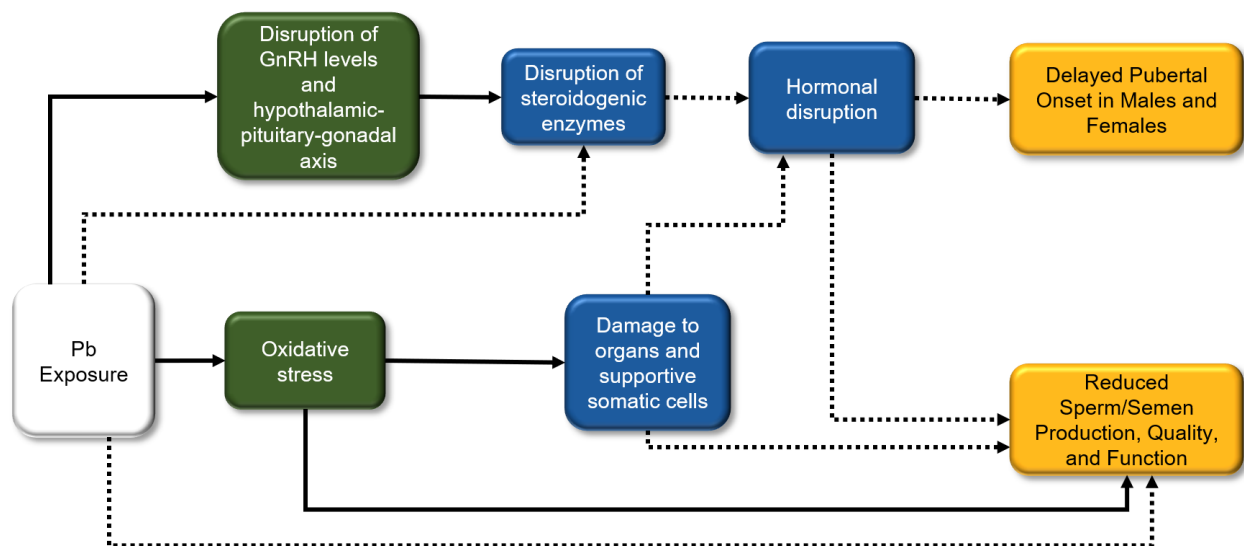 Disruption of
GnRH levels
and
hypothalamic-
pituitary-gonadal
axis
Disruption of
steroidogenic
enzymes
Hormonal
disruption
Delayed Pubertal
Onset in Males and
Females
Pb
Exposure
Oxidative
stress
Damage to
organs and
supportive
somatic cells
Reduced
Sperm/Semen
Production, Quality,
and Function